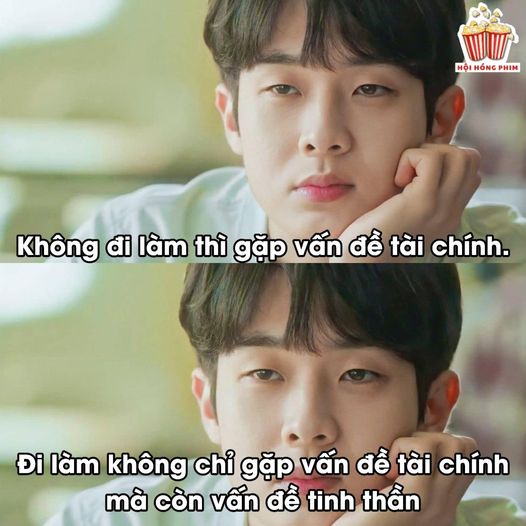 HỘI HÓNG PHIM
Không đi làm thì gặp vấn đề tài chính.
Đi làm không chỉ gặp vấn đề tài chính
mà còn vấn đề tinh thần